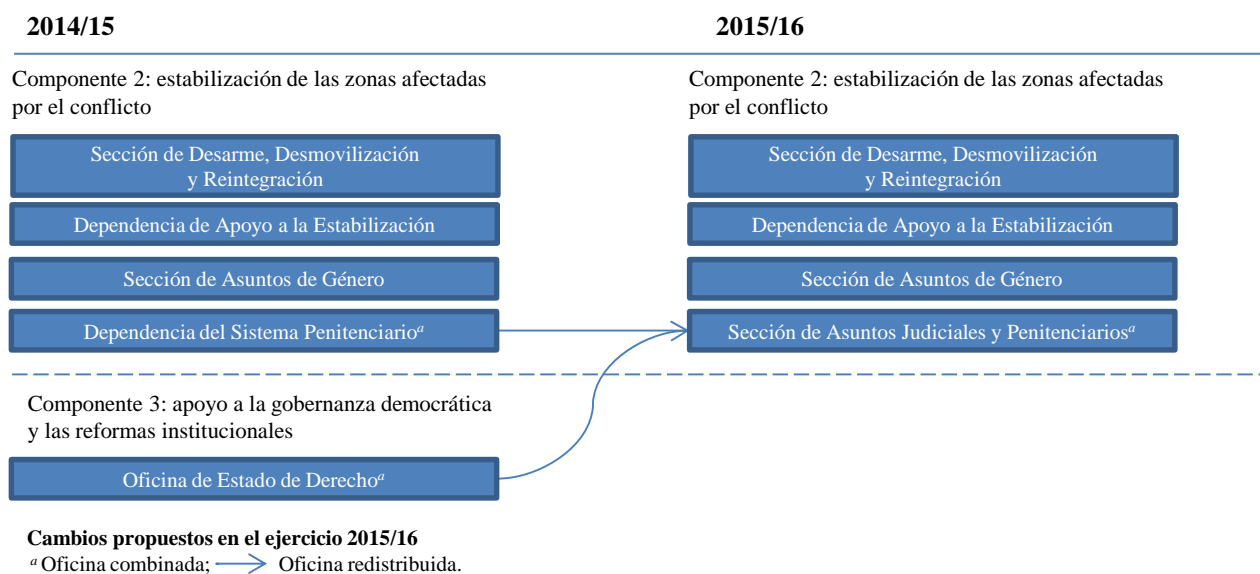 2014/15
2015/16
Componente 2: estabilización de las zonas afectadas
por el conflicto
Componente 2: estabilización de las zonas afectadas
por el conflicto
Sección de Desarme, Desmovilización
y Reintegración
Sección de Desarme, Desmovilización
y Reintegración
Dependencia de Apoyo a la Estabilización
Dependencia de Apoyo a la Estabilización
Sección de Asuntos de Género
Sección de Asuntos de Género
Dependencia del Sistema Penitenciarioᵃ
Sección de Asuntos Judiciales y Penitenciariosᵃ
Componente 3: apoyo a la gobernanza democrática
y las reformas institucionales
Oficina de Estado de Derechoᵃ
Cambios propuestos en el ejercicio 2015/16
ᵃ Oficina combinada; → Oficina redistribuida.